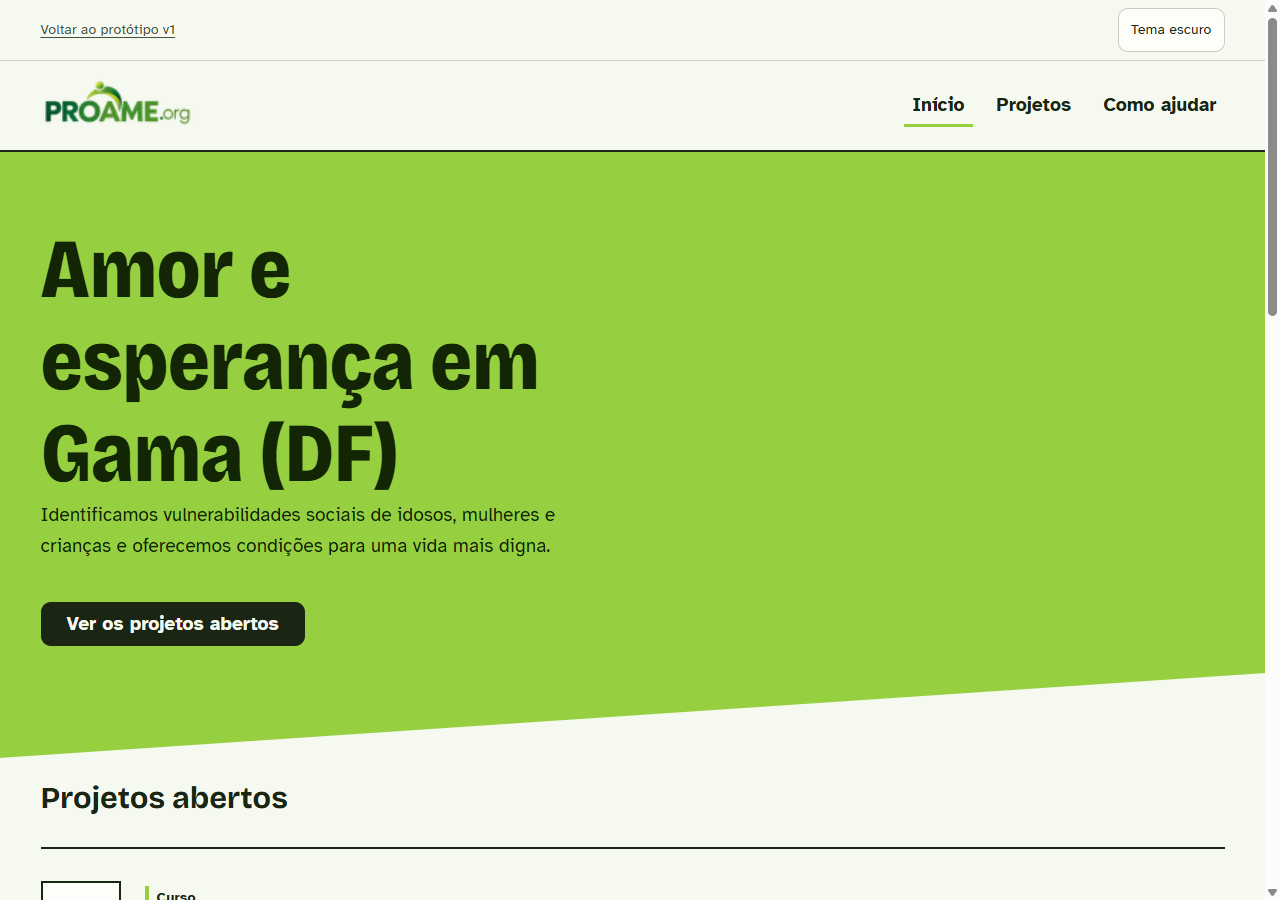 Voltar ao protótipo v1
Tema escuro
PROAME.org
Início
Projetos
Como ajudar
Amor e
esperança em
Gama (DF)
Identificamos vulnerabilidades sociais de idosos, mulheres e
crianças e oferecemos condições para uma vida mais digna.
Ver os projetos abertos
Projetos abertos
Curso